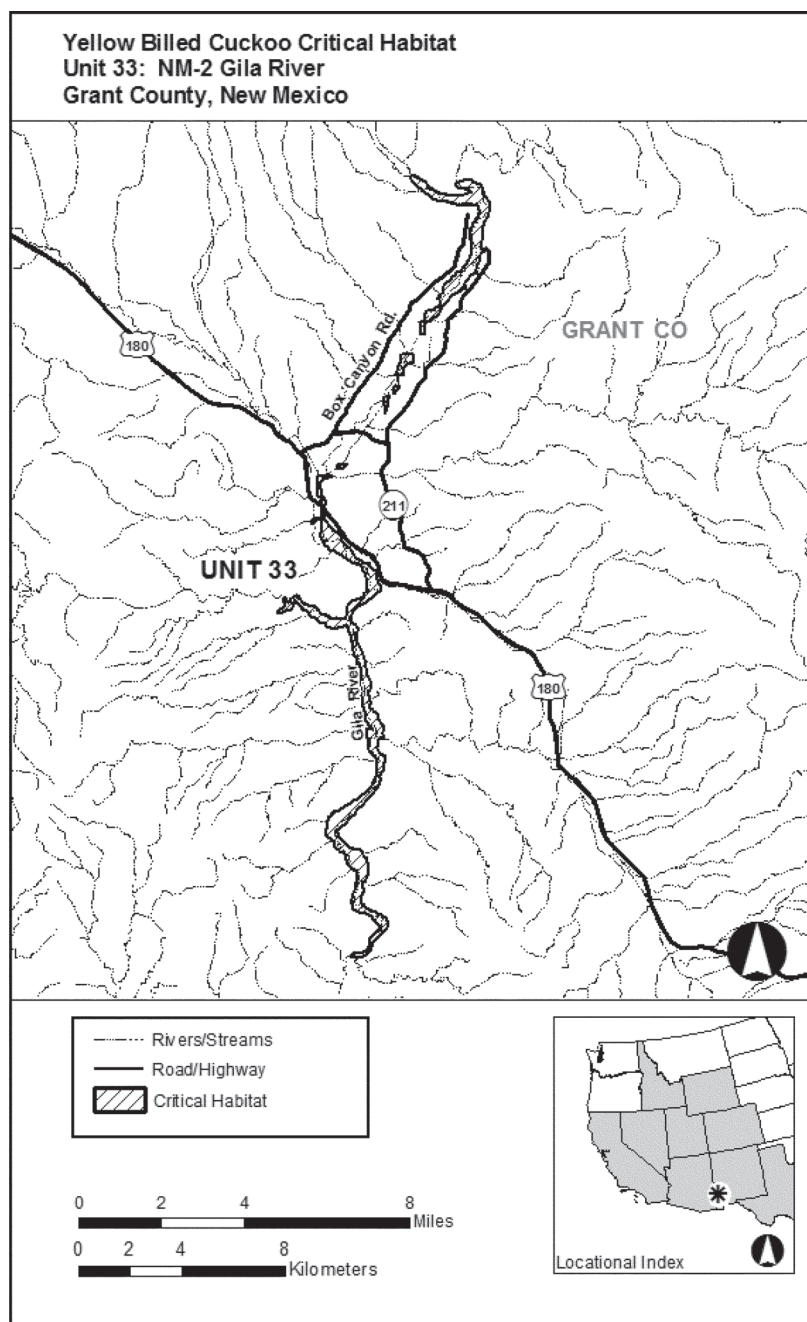 Yellow Billed Cuckoo Critical Habitat
Unit 33: NM-2 Gila River
Grant County, New Mexico
180
GRANT CO
Box Canyon Rd.
211
UNIT 33
Gila River
180
Rivers/Streams
Road/Highway
Critical Habitat
0 2 4 8
Miles
0 2 4 8
Kilometers
Locational Index